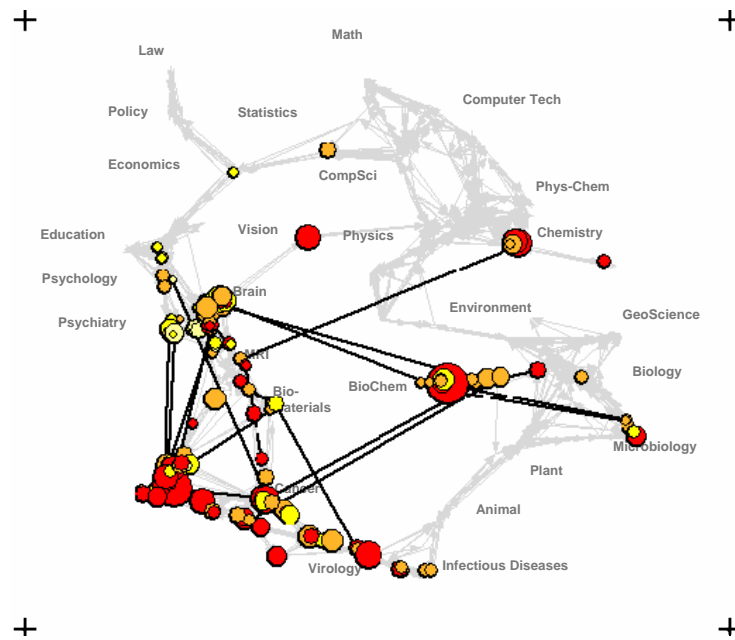 Math
Law
Computer Tech
Policy
Statistics
Economics
CompSci
Phys-Chem
Education
Vision
Physics
Chemistry
Psychology
Brain
Environment
GeoScience
Psychiatry
MRI
BioChem
Biology
Bio-
Materials
Microbiology
Plant
Cancer
Animal
Virology
Infectious Diseases